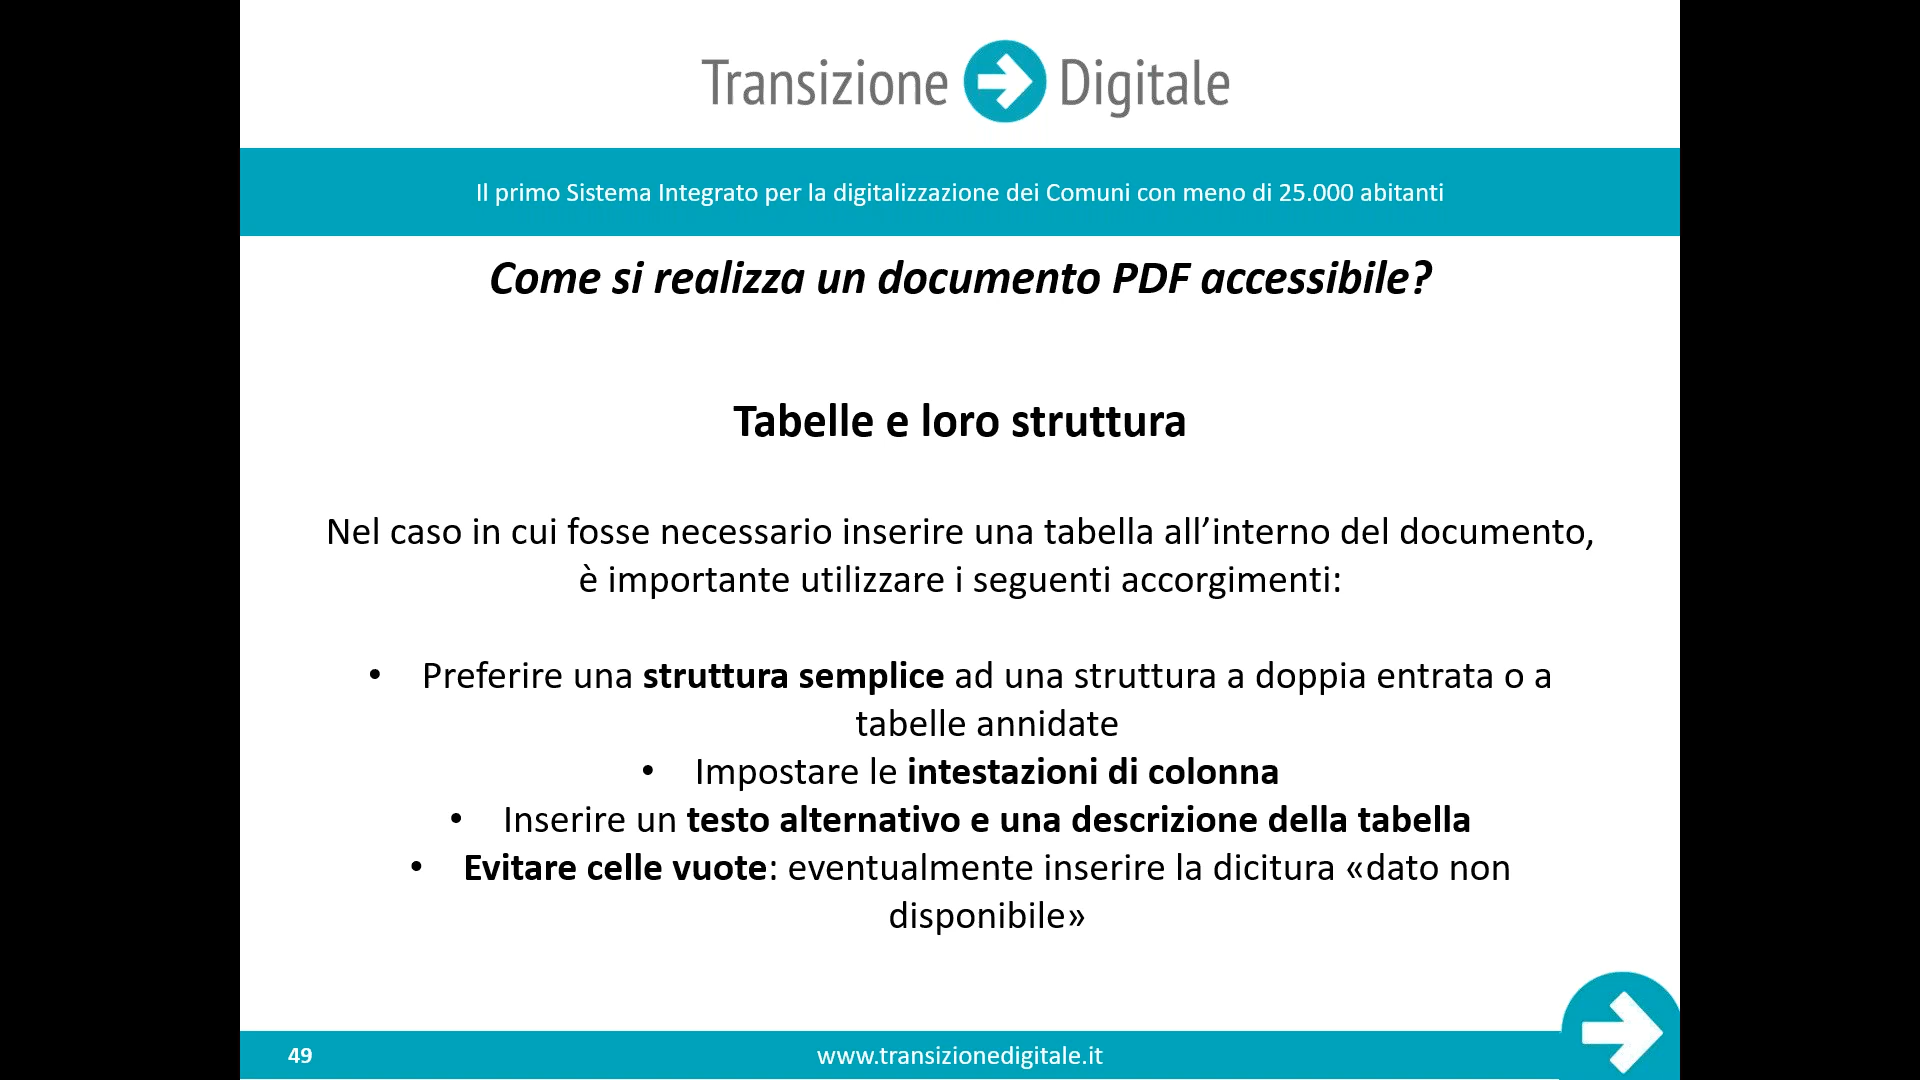 Transizione Digitale
Il primo Sistema Integrato per la digitalizzazione dei Comuni con meno di 25.000 abitanti
Come si realizza un documento PDF accessibile?
Tabelle e loro struttura
Nel caso in cui fosse necessario inserire una tabella all’interno del documento,
è importante utilizzare i seguenti accorgimenti:
• Preferire una struttura semplice ad una struttura a doppia entrata o a
tabelle annidate
• Impostare le intestazioni di colonna
• Inserire un testo alternativo e una descrizione della tabella
• Evitare celle vuote: eventualmente inserire la dicitura «dato non
disponibile»
49
www.transizionedigitale.it